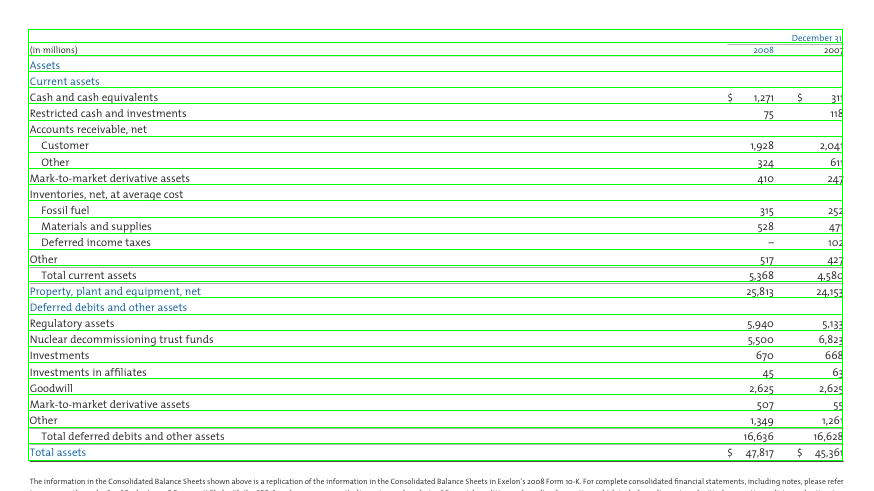 December 31
(in millions) 2008 2007
Assets
Current assets
Cash and cash equivalents $ 1,271 $ 311
Restricted cash and investments 75 118
Accounts receivable, net
Customer 1,928 2,041
Other 324 611
Mark-to-market derivative assets 410 247
Inventories, net, at average cost
Fossil fuel 315 252
Materials and supplies 528 471
Deferred income taxes – 102
Other 517 427
Total current assets 5,368 4,580
Property, plant and equipment, net 25,813 24,153
Deferred debits and other assets
Regulatory assets 5,940 5,133
Nuclear decommissioning trust funds 5,500 6,823
Investments 670 668
Investments in affiliates 45 63
Goodwill 2,625 2,625
Mark-to-market derivative assets 507 55
Other 1,349 1,261
Total deferred debits and other assets 16,636 16,628
Total assets $ 47,817 $ 45,361
The information in the Consolidated Balance Sheets shown above is a replication of the information in the Consolidated Balance Sheets in Exelon's 2008 Form 10-K. For complete consolidated financial statements, including notes, please refer